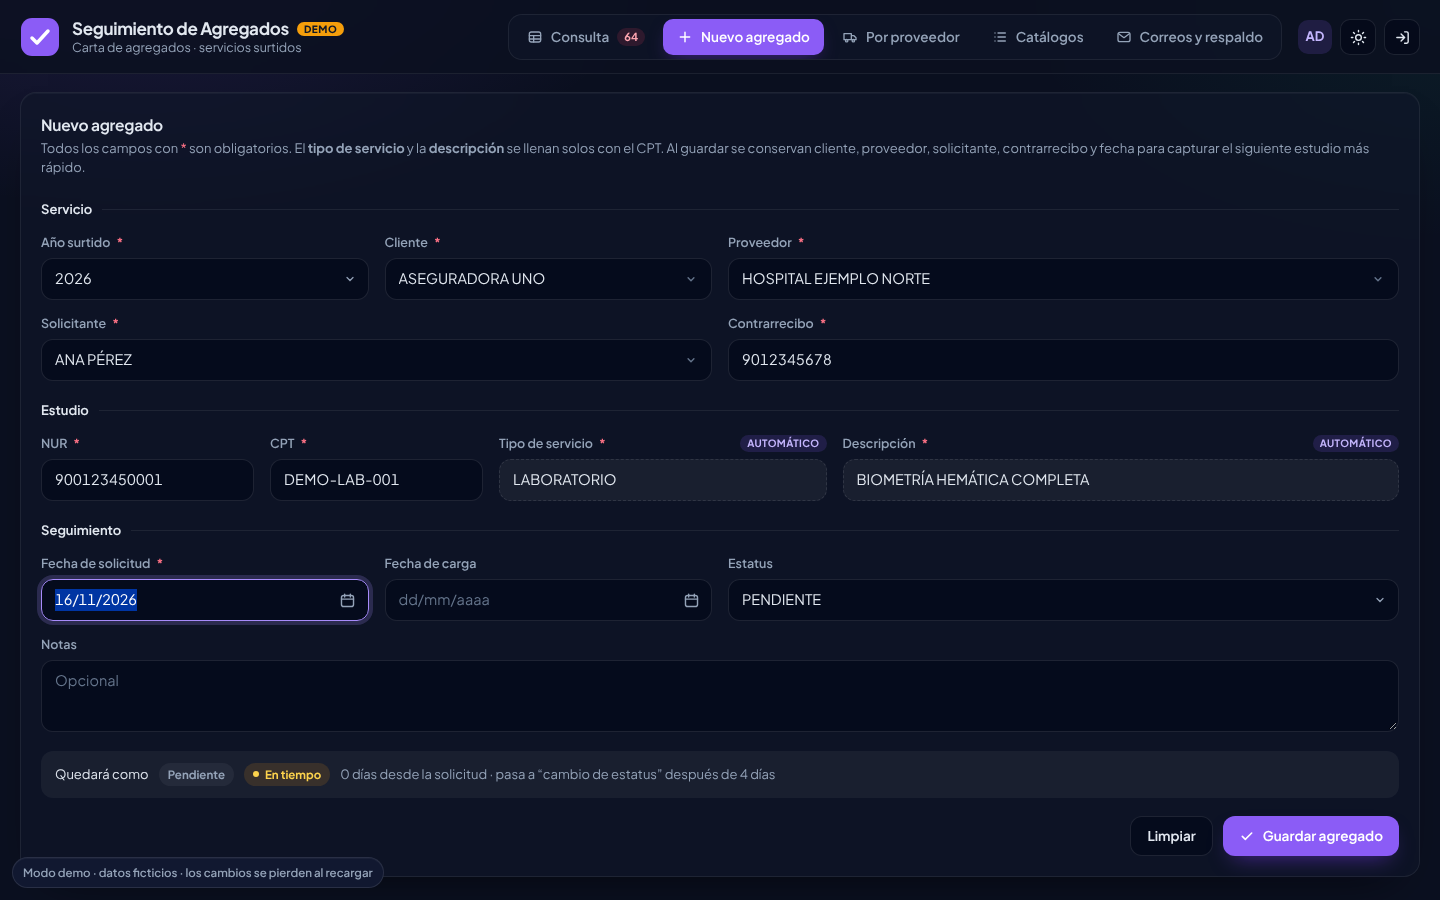 Seguimiento de Agregados DEMO
Carta de agregados · servicios surtidos
Consulta 64
Nuevo agregado
Por proveedor
Catálogos
Correos y respaldo
AD
Nuevo agregado
Todos los campos con * son obligatorios. El tipo de servicio y la descripción se llenan solos con el CPT. Al guardar se conservan cliente, proveedor, solicitante, contrarrecibo y fecha para capturar el siguiente estudio más
rápido.
Servicio
Año surtido * Cliente * Proveedor *
2026 ASEGURADORA UNO HOSPITAL EJEMPLO NORTE
Solicitante * Contrarrecibo *
ANA PÉREZ 9012345678
Estudio
NUR * CPT * Tipo de servicio * AUTOMÁTICO Descripción * AUTOMÁTICO
900123450001 DEMO-LAB-001 LABORATORIO BIOMETRÍA HEMÁTICA COMPLETA
Seguimiento
Fecha de solicitud * Fecha de carga Estatus
16/11/2026 dd/mm/aaaa PENDIENTE
Notas
Opcional
Quedará como Pendiente En tiempo 0 días desde la solicitud · pasa a “cambio de estatus” después de 4 días
Limpiar Guardar agregado
Modo demo · datos ficticios · los cambios se pierden al recargar